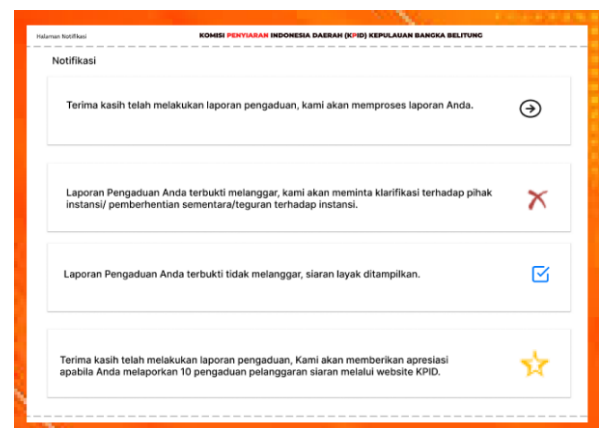 Halaman Notifikasi
KOMISI PENYIARAN INDONESIA DAERAH (KPID) KEPULAUAN BANGKA BELITUNG
Notifikasi
Terima kasih telah melakukan laporan pengaduan, kami akan memproses laporan Anda.
Laporan Pengaduan Anda terbukti melanggar, kami akan meminta klarifikasi terhadap pihak
instansi/ pemberhentian sementara/teguran terhadap instansi.
Laporan Pengaduan Anda terbukti tidak melanggar, siaran layak ditampilkan.
Terima kasih telah melakukan laporan pengaduan, Kami akan memberikan apresiasi
apabila Anda melaporkan 10 pengaduan pelanggaran siaran melalui website KPID.